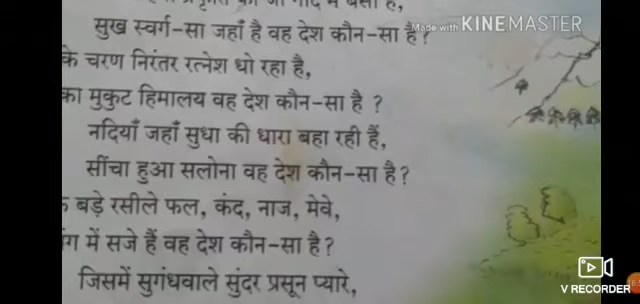 सुख स्वर्ग-सा जहाँ है वह देश कौन-सा है?
Made with KINEMASTER
के चरण निरंतर रत्नेश धो रहा है,
का मुकुट हिमालय वह देश कौन-सा है ?
नदियाँ जहाँ सुधा की धारा बहा रही हैं,
सींचा हुआ सलोना वह देश कौन-सा है?
बड़े रसीले फल, कंद, नाज, मेवे,
में सजे हैं वह देश कौन-सा है?
जिसमें सुगंधवाले सुंदर प्रसून प्यारे,
V RECORDER